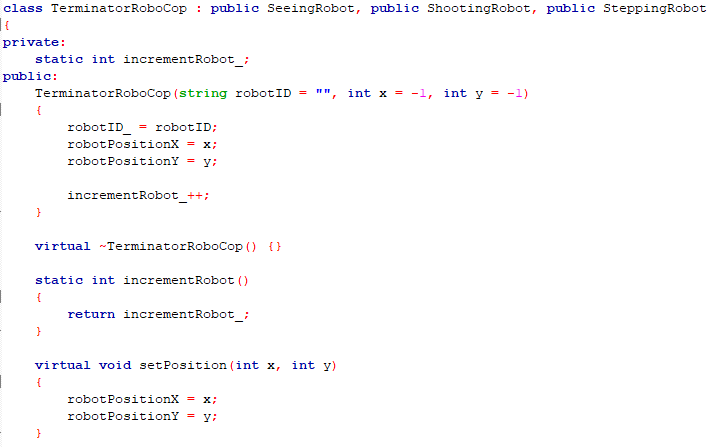 class TerminatorRoboCop : public SeeingRobot, public ShootingRobot, public SteppingRobot
{
private:
    static int incrementRobot_;
public:
    TerminatorRoboCop(string robotID = "", int x = -1, int y = -1)
    {
        robotID_ = robotID;
        robotPositionX = x;
        robotPositionY = y;

        incrementRobot_++;
    }

    virtual ~TerminatorRoboCop() {}

    static int incrementRobot()
    {
        return incrementRobot_;
    }

    virtual void setPosition(int x, int y)
    {
        robotPositionX = x;
        robotPositionY = y;
    }